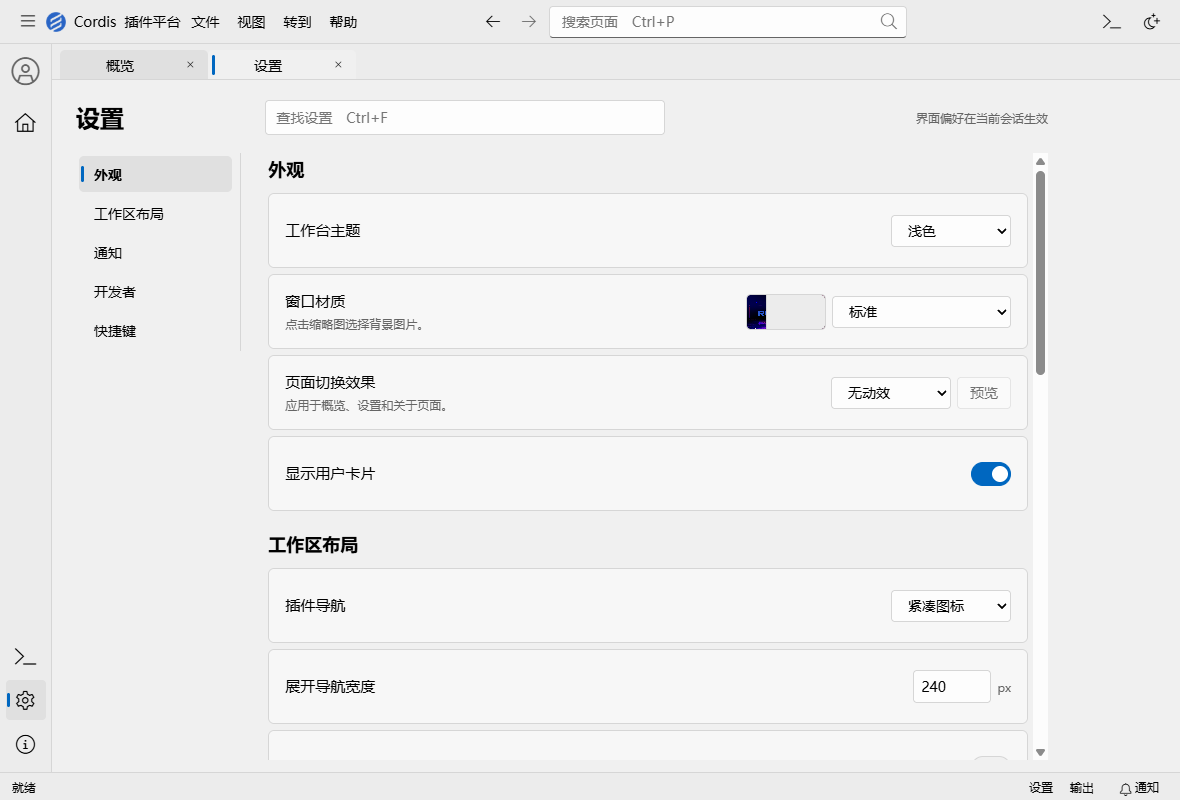 Cordis 插件平台 文件 视图 转到 帮助
搜索页面 Ctrl+P
概览 ×
设置 ×
设置
查找设置 Ctrl+F
界面偏好在当前会话生效
外观
工作区布局
通知
开发者
快捷键
外观
工作台主题
浅色
窗口材质
点击缩略图选择背景图片。
标准
页面切换效果
应用于概览、设置和关于页面。
无动效
预览
显示用户卡片
工作区布局
插件导航
紧凑图标
展开导航宽度
240 px
就绪
设置 输出 通知